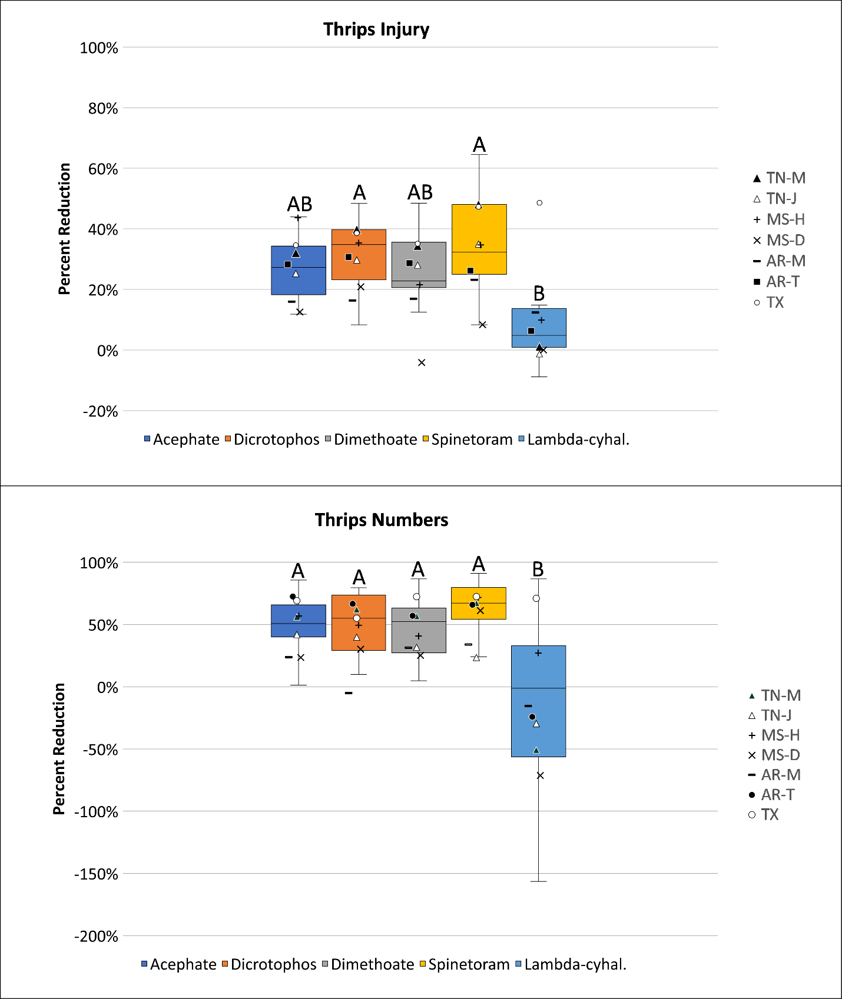 Thrips Injury
100%
80%
60%
40%
20%
0%
-20%
Percent Reduction
AB
A
AB
A
B
TN-M
TN-J
MS-H
MS-D
AR-M
AR-T
TX
Acephate Dicrotophos Dimethoate Spinetoram Lambda-cyhal.
Thrips Numbers
100%
50%
0%
-50%
-100%
-150%
-200%
Percent Reduction
A
A
A
A
B
TN-M
TN-J
MS-H
MS-D
AR-M
AR-T
TX
Acephate Dicrotophos Dimethoate Spinetoram Lambda-cyhal.